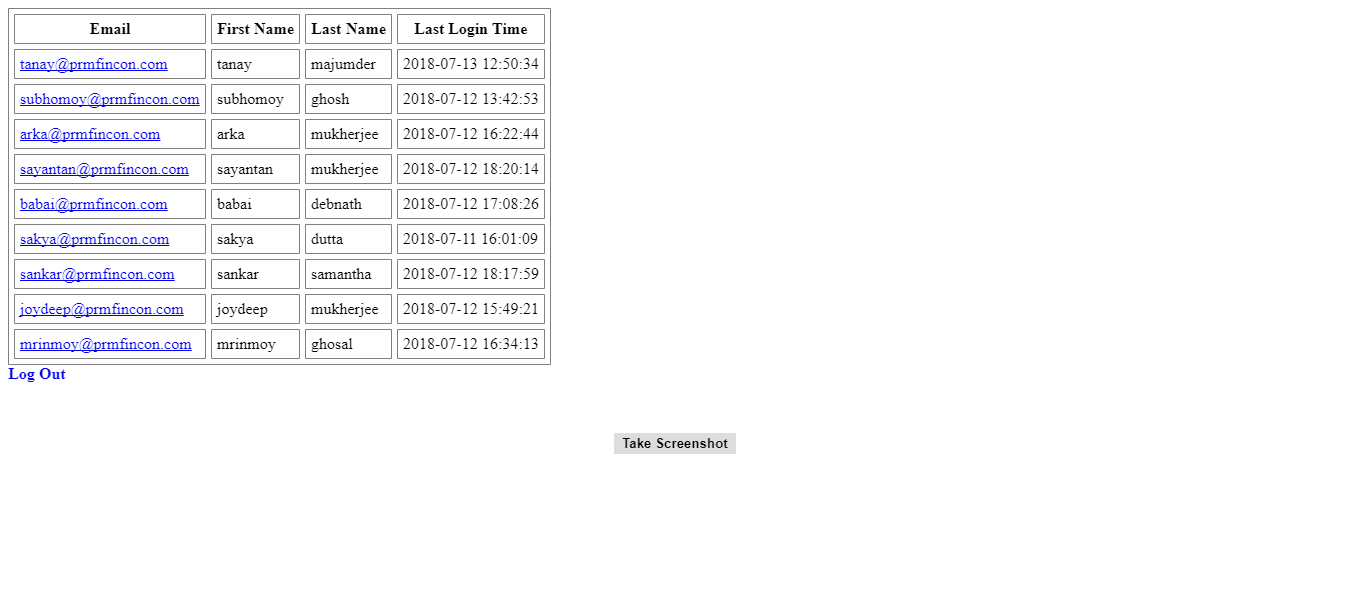 Email First Name Last Name Last Login Time
tanay@prmfincon.com tanay majumder 2018-07-13 12:50:34
subhomoy@prmfincon.com subhomoy ghosh 2018-07-12 13:42:53
arka@prmfincon.com arka mukherjee 2018-07-12 16:22:44
sayantan@prmfincon.com sayantan mukherjee 2018-07-12 18:20:14
babai@prmfincon.com babai debnath 2018-07-12 17:08:26
sakya@prmfincon.com sakya dutta 2018-07-11 16:01:09
sankar@prmfincon.com sankar samantha 2018-07-12 18:17:59
joydeep@prmfincon.com joydeep mukherjee 2018-07-12 15:49:21
mrinmoy@prmfincon.com mrinmoy ghosal 2018-07-12 16:34:13
Log Out
Take Screenshot